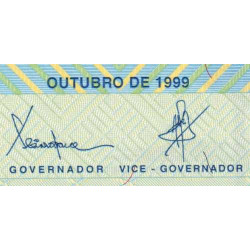 OUTUBRO DE 1999
GOVERNADOR VICE - GOVERNADOR